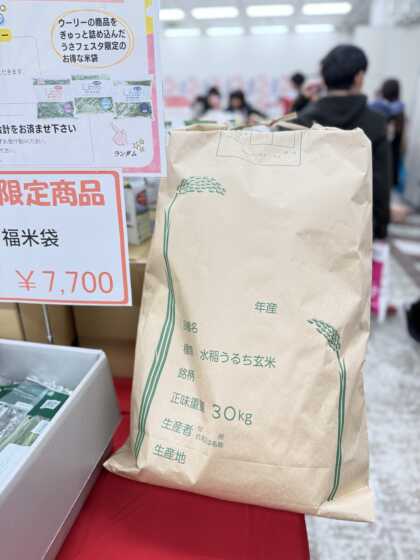 ウーリーの商品を
ぎゅっと詰め込んだ
うさフェスタ限定の
お得な米袋
計をお済ませ下さい
ランダム
限定商品
福米袋
￥7,700
年産
水稲うるち玄米
銘柄
正味重量 30kg
生産者
生産地